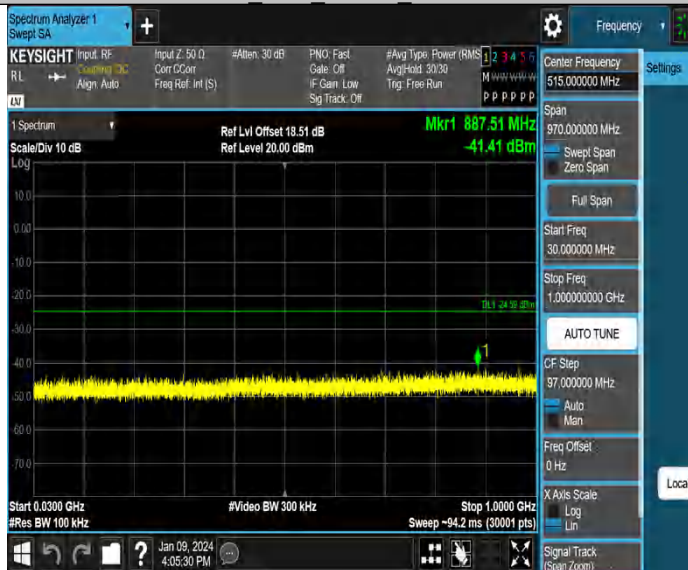 Spectrum Analyzer 1
Swept SA
Frequency
Settings
KEYSIGHT
Input: RF
Coupling: DC
Align: Auto
RL
LXI
Input Z: 50 Ω
Corr CCorr
Freq Ref: Int (S)
#Atten: 30 dB
PNO: Fast
Gate: Off
IF Gain: Low
Sig Track: Off
#Avg Type: Power (RMS
Avg|Hold: 30/30
Trig: Free Run
1 2 3 4 5 6
M W W W W W
P P P P P P
1 Spectrum
Scale/Div 10 dB
Log
Ref Lvl Offset 18.51 dB
Ref Level 20.00 dBm
Mkr1 887.51 MHz
-41.41 dBm
10.0
0.00
-10.0
-20.0
DL1 -24.59 dBm
-30.0
1
-40.0
-50.0
-60.0
-70.0
Start 0.0300 GHz
#Res BW 100 kHz
#Video BW 300 kHz
Stop 1.0000 GHz
Sweep ~94.2 ms (30001 pts)
Jan 09, 2024
4:05:30 PM
Center Frequency
515.000000 MHz
Span
970.000000 MHz
Swept Span
Zero Span
Full Span
Start Freq
30.000000 MHz
Stop Freq
1.000000000 GHz
AUTO TUNE
CF Step
97.000000 MHz
Auto
Man
Freq Offset
0 Hz
X Axis Scale
Log
Lin
Signal Track
(Span Zoom)
Loca